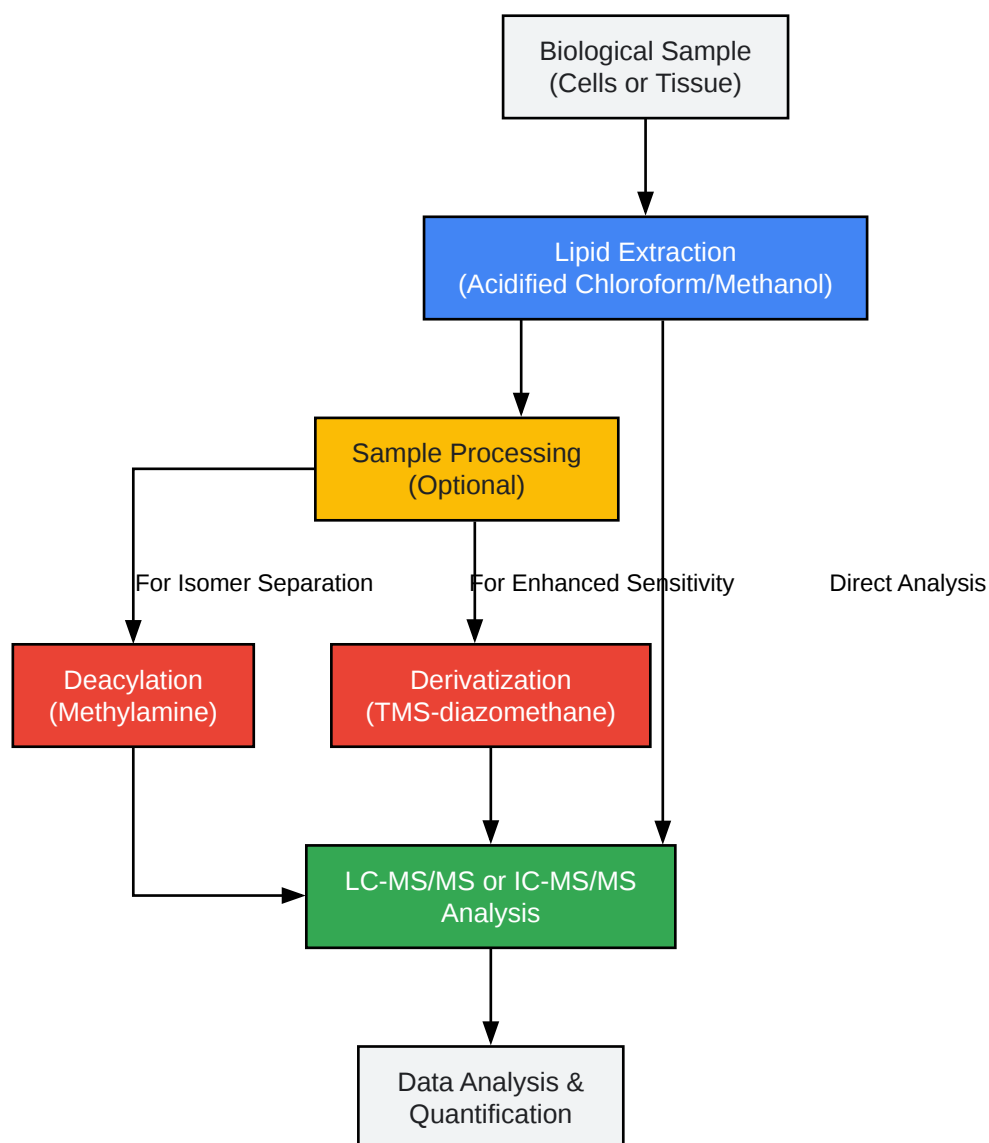 Biological Sample
(Cells or Tissue)
Lipid Extraction
(Acidified Chloroform/Methanol)
Sample Processing
(Optional)
For Isomer Separation
For Enhanced Sensitivity
Direct Analysis
Deacylation
(Methylamine)
Derivatization
(TMS-diazomethane)
LC-MS/MS or IC-MS/MS
Analysis
Data Analysis &
Quantification